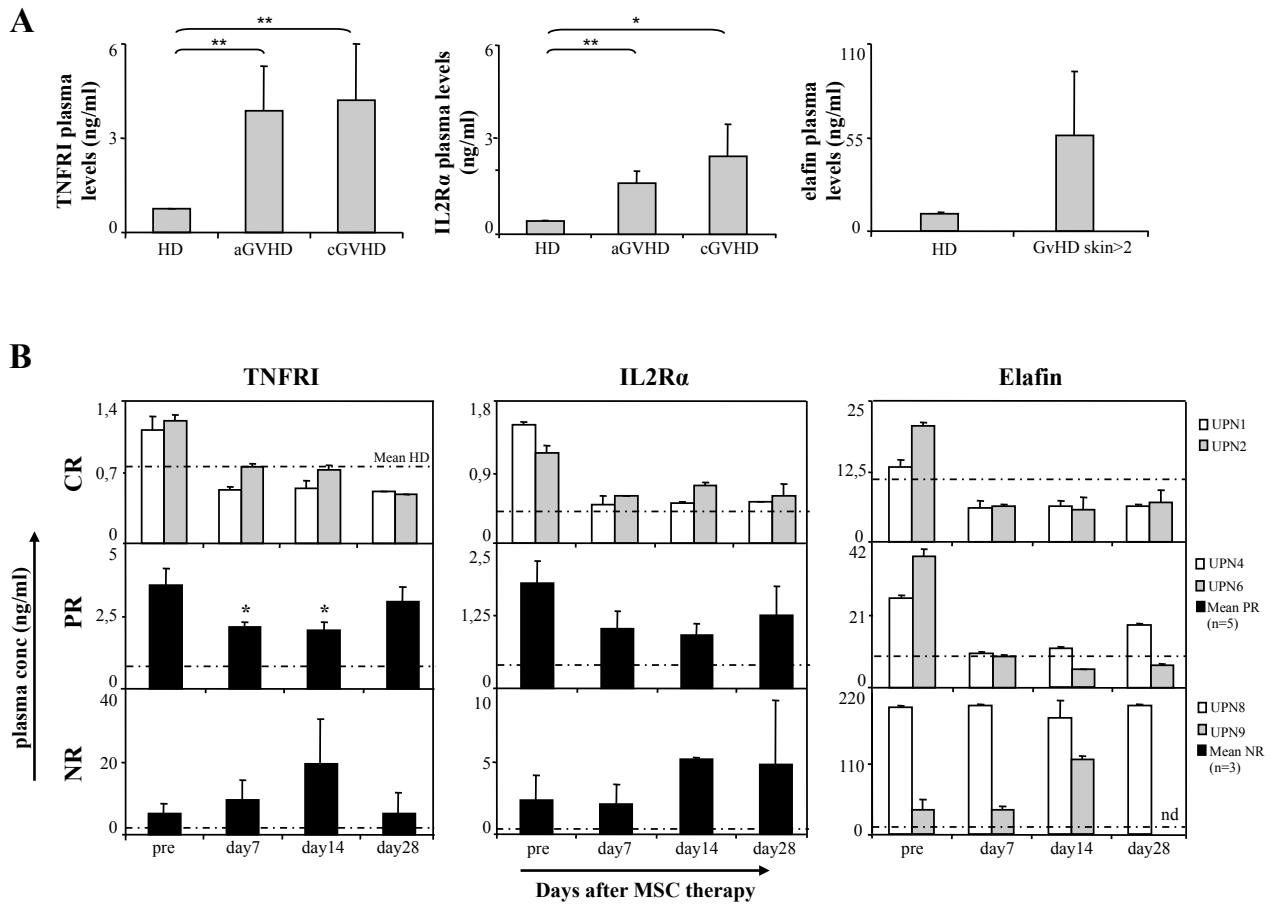 A
TNFRI plasma
levels (ng/ml)
6
3
0
**
**
HD
aGVHD
cGVHD
IL2Rα plasma levels
(ng/ml)
6
3
0
**
*
HD
aGVHD
cGVHD
elafin plasma
levels (ng/ml)
110
55
0
HD
GvHD skin>2
B
TNFRI
IL2Rα
Elafin
plasma conc (ng/ml)
CR
1,4
0,7
0
Mean HD
1,8
0,9
0
25
12.5
0
UPN1
UPN2
PR
5
2,5
0
*
*
2,5
1,25
0
42
21
0
UPN4
UPN6
Mean PR
(n=5)
NR
40
20
0
10
5
0
220
110
0
nd
UPN8
UPN9
Mean NR
(n=3)
pre
day7
day14
day28
pre
day7
day14
day28
pre
day7
day14
day28
Days after MSC therapy